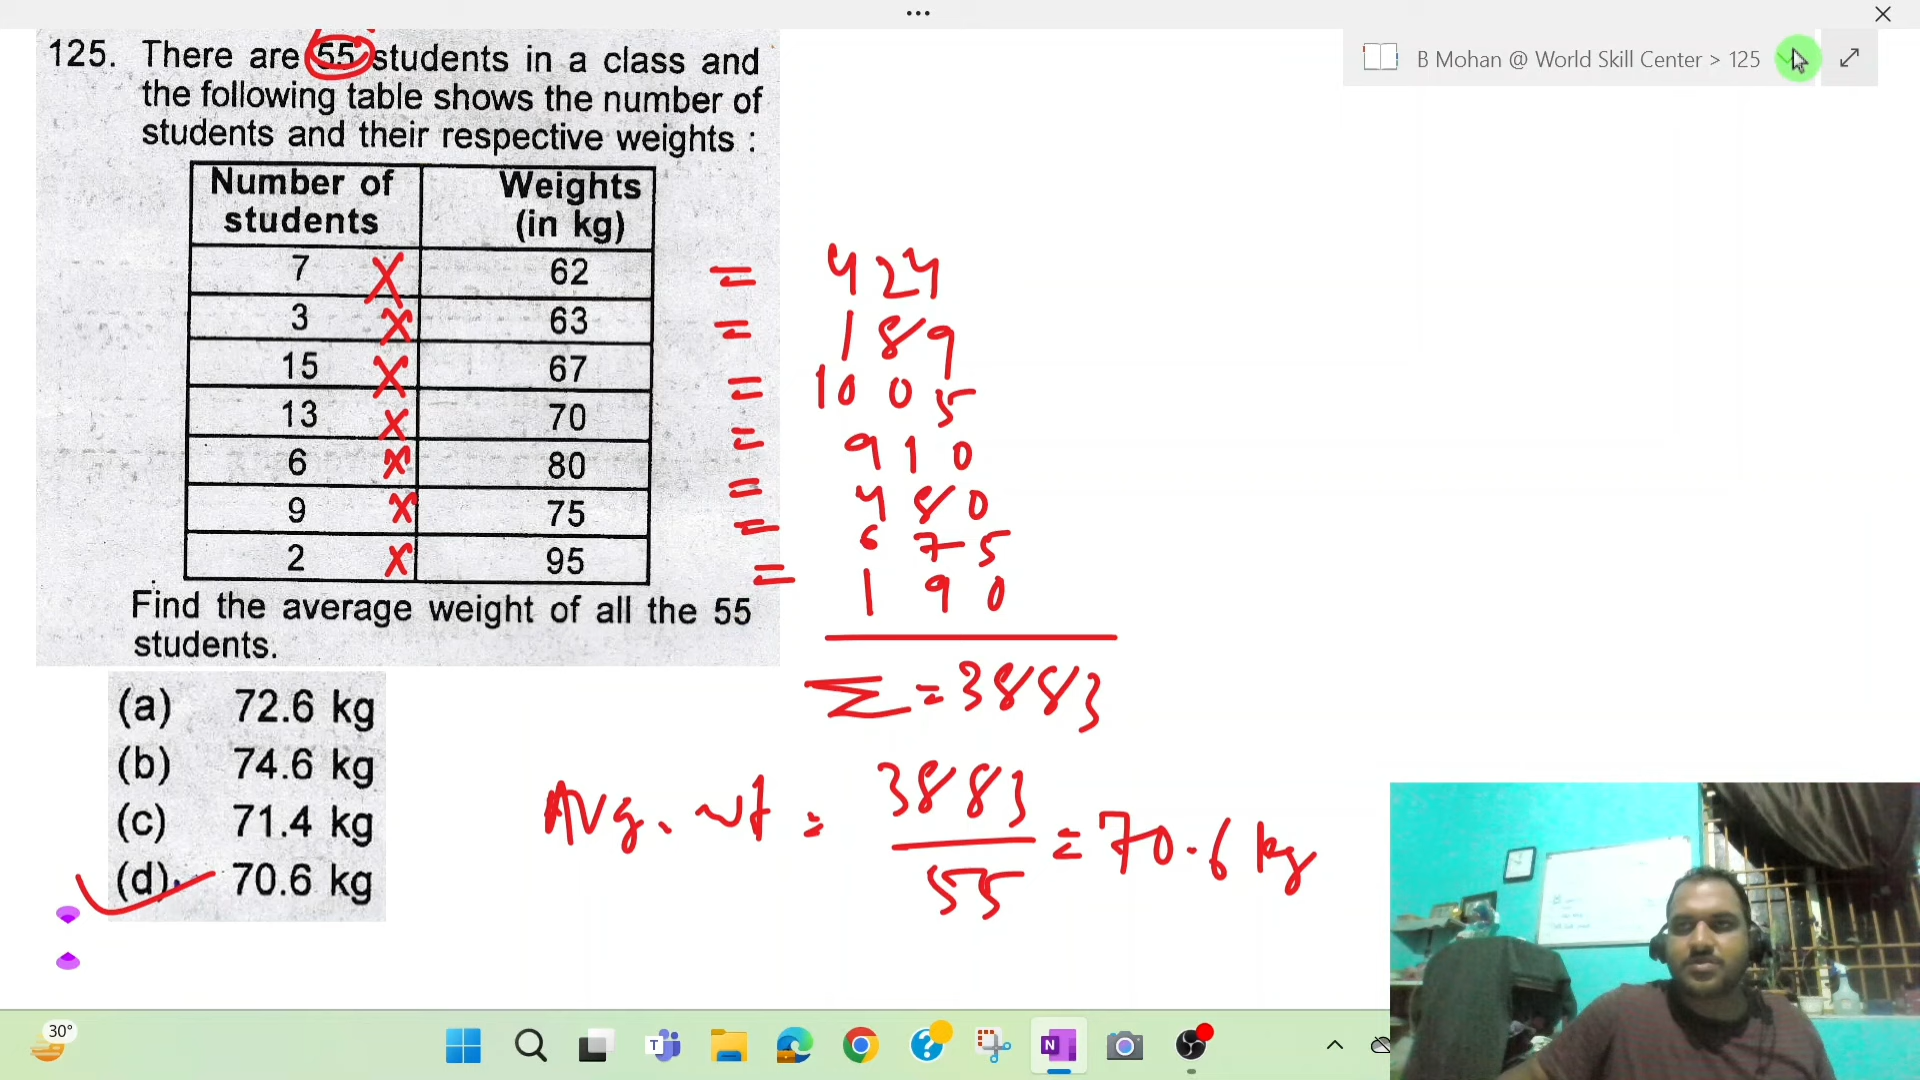 B Mohan @ World Skill Center > 125
125. There are 55 students in a class and
the following table shows the number of
students and their respective weights :
Number of students Weights (in kg)
7 X 62 = 424
3 X 63 = 189
15 X 67 = 1005
13 X 70 = 910
6 X 80 = 480
9 X 75 = 675
2 X 95 = 190
Σ = 3883
Find the average weight of all the 55
students.
(a) 72.6 kg
(b) 74.6 kg
(c) 71.4 kg
(d) 70.6 kg
Avg. wt = 3883/55 = 70.6 kg
30°